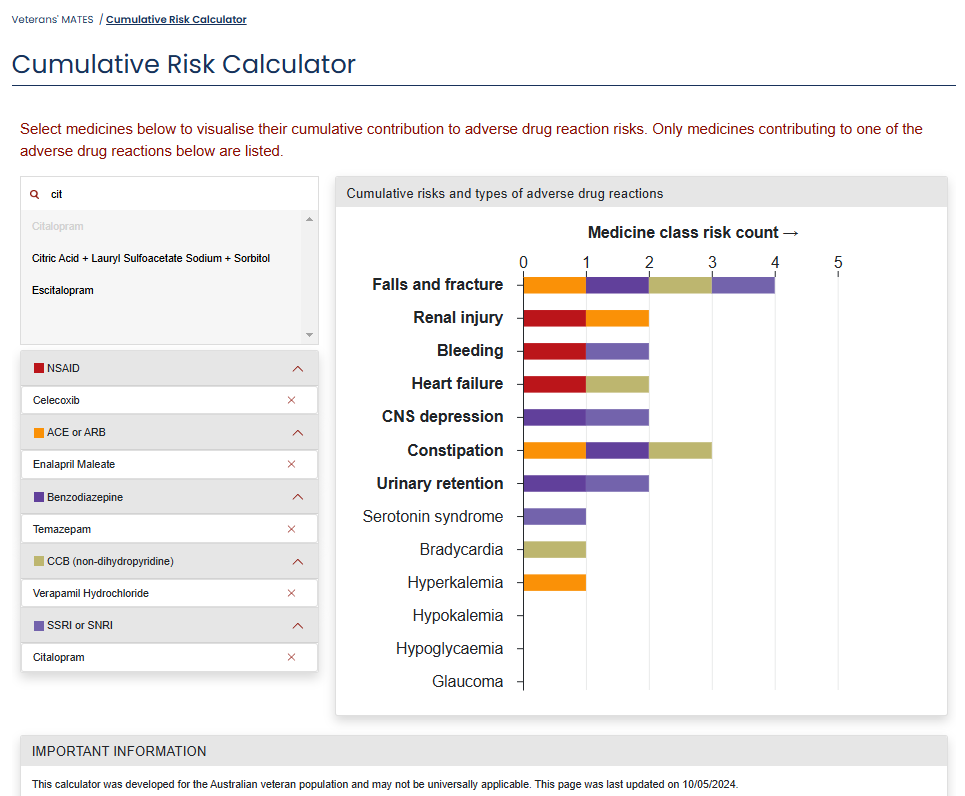 Veterans' MATES / Cumulative Risk Calculator
Cumulative Risk Calculator
Select medicines below to visualise their cumulative contribution to adverse drug reaction risks. Only medicines contributing to one of the
adverse drug reactions below are listed.
cit
Citalopram
Citric Acid + Lauryl Sulfoacetate Sodium + Sorbitol
Escitalopram
NSAID
Celecoxib
ACE or ARB
Enalapril Maleate
Benzodiazepine
Temazepam
CCB (non-dihydropyridine)
Verapamil Hydrochloride
SSRI or SNRI
Citalopram
Cumulative risks and types of adverse drug reactions
Medicine class risk count →
0 1 2 3 4 5
Falls and fracture
Renal injury
Bleeding
Heart failure
CNS depression
Constipation
Urinary retention
Serotonin syndrome
Bradycardia
Hyperkalemia
Hypokalemia
Hypoglycaemia
Glaucoma
IMPORTANT INFORMATION
This calculator was developed for the Australian veteran population and may not be universally applicable. This page was last updated on 10/05/2024.